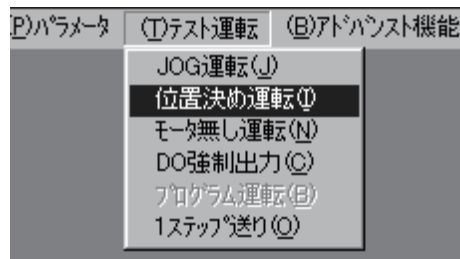 (P)ﾊﾟﾗﾒｰﾀ (T)テスト運転 (B)ｱﾄﾞﾊﾞﾝｽﾄ機能
JOG運転(J)
位置決め運転(I)
ﾓｰﾀ無し運転(N)
DO強制出力(C)
ﾌﾟﾛｸﾞﾗﾑ運転(B)
1ｽﾃｯﾌﾟ送り(O)